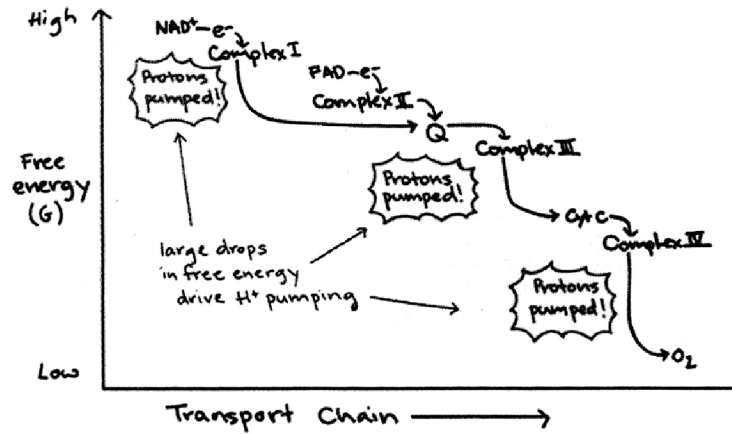 High
NAD⁺-e⁻
Complex I
Protons
pumped!
FAD-e⁻
Complex II
Q
Complex III
Protons
pumped!
Free
energy
(G)
CytC
Complex IV
large drops
in free energy
drive H⁺ pumping
Protons
pumped!
O₂
Low
Transport Chain